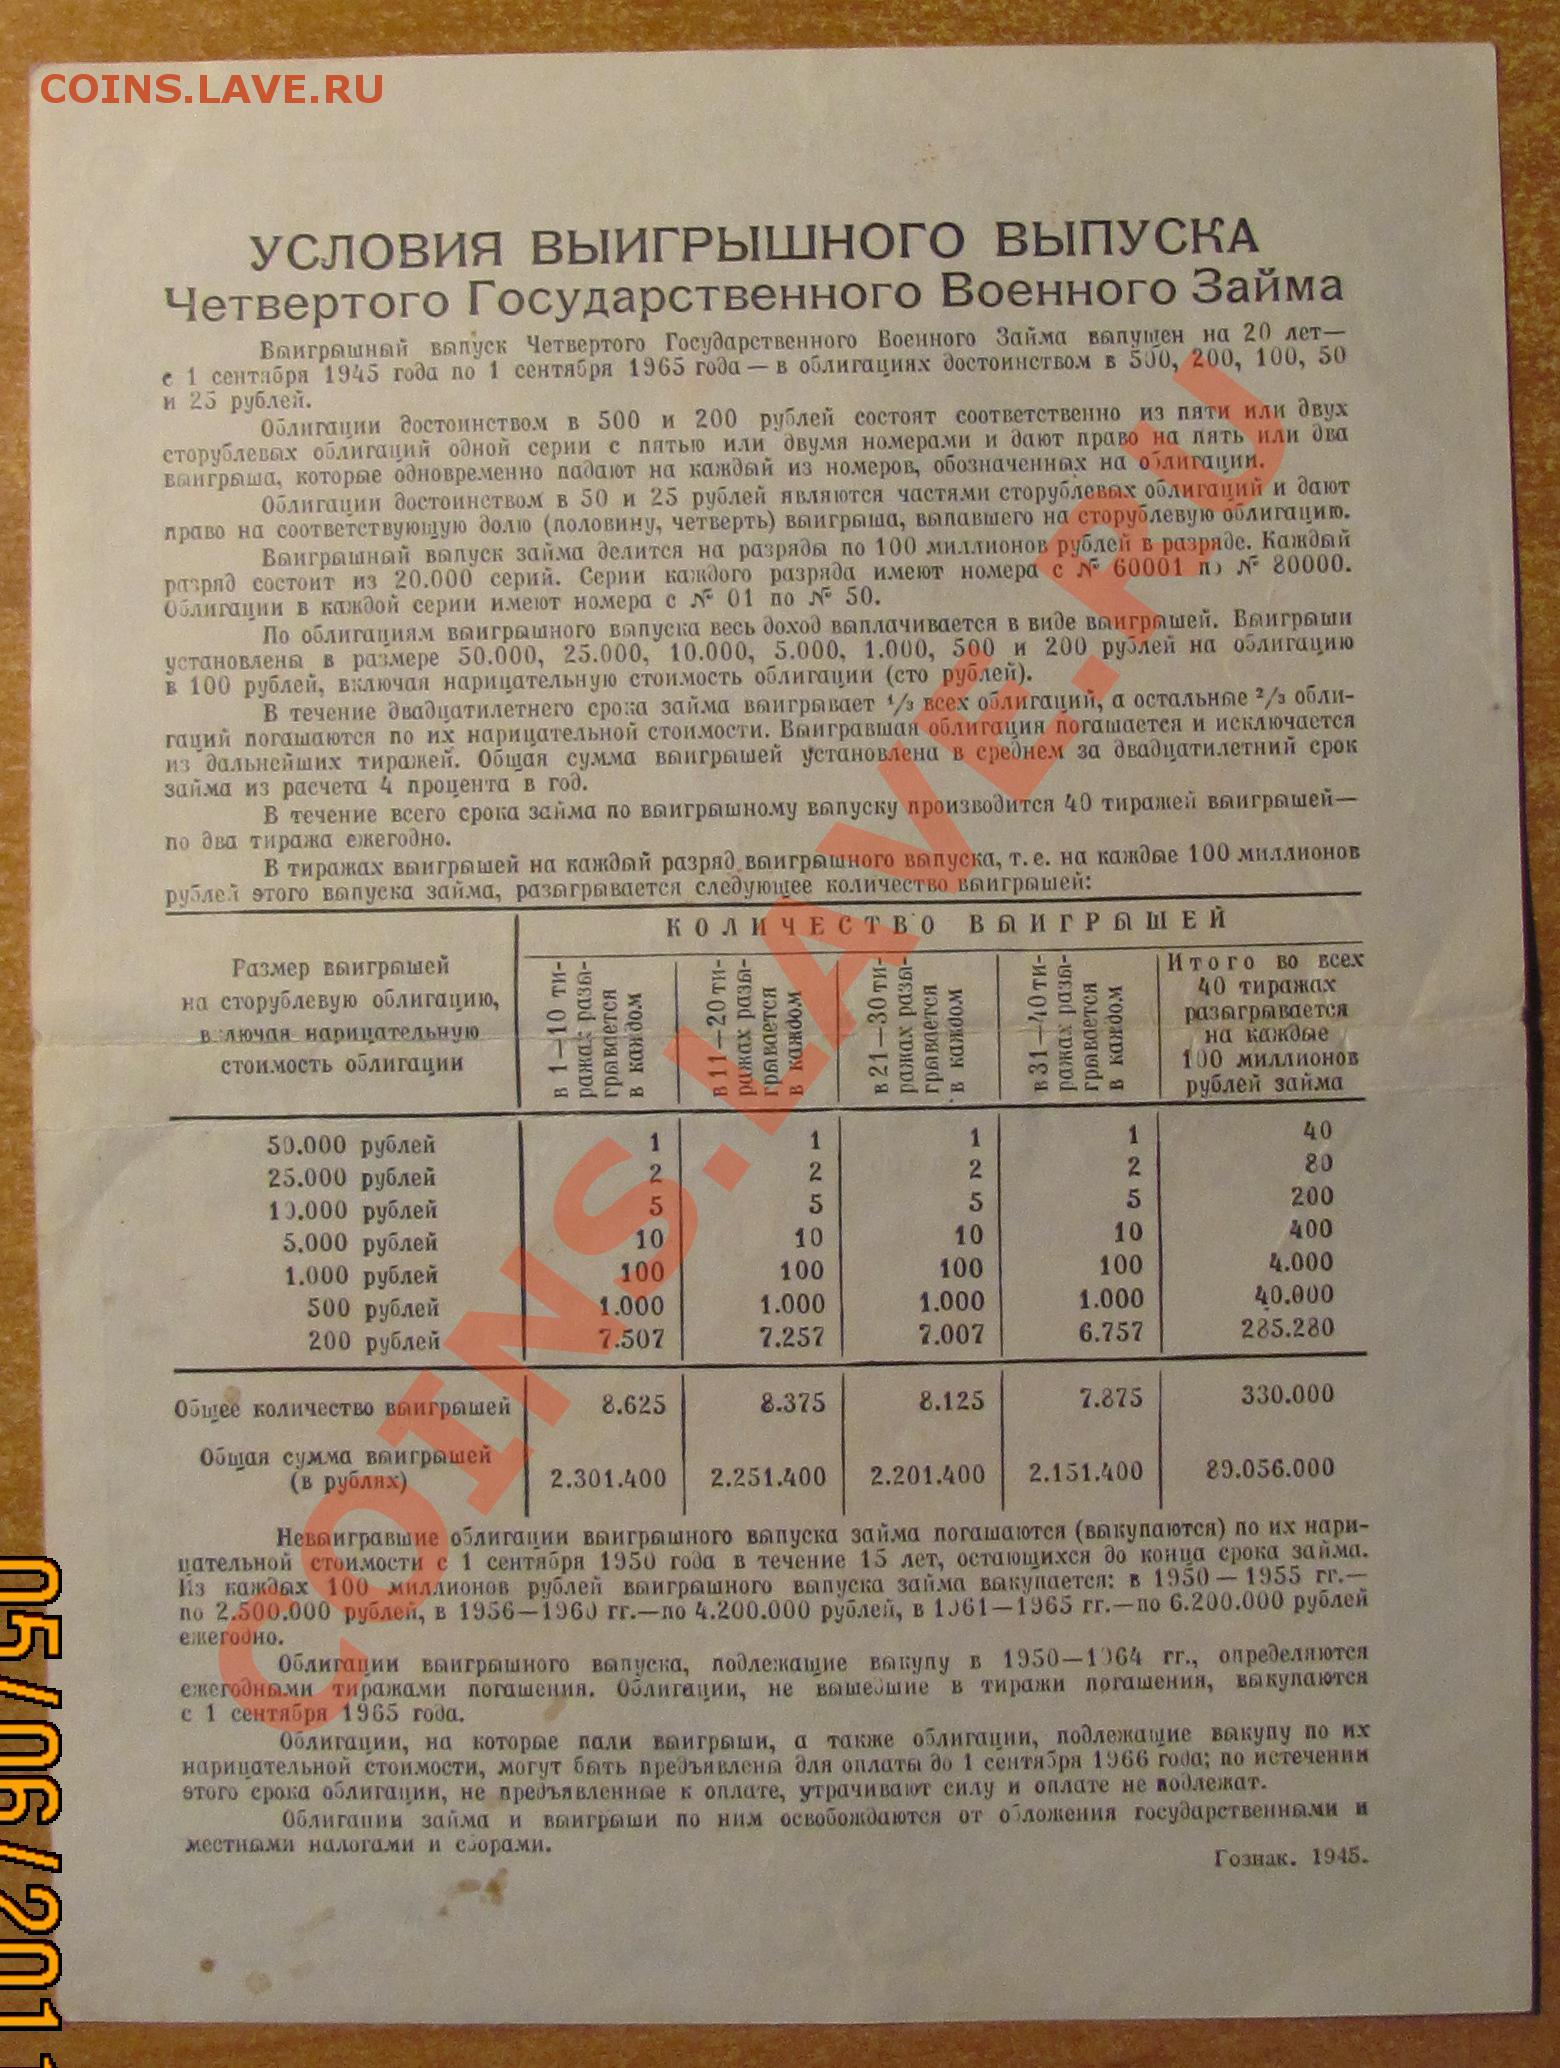 COINS.LAVE.RU
УСЛОВИЯ ВЫИГРЫШНОГО ВЫПУСКА
Четвертого Государственного Военного Займа
Выигрышный выпуск Четвертого Государственного Военного Займа выпущен на 20 лет—
с 1 сентября 1945 года по 1 сентября 1965 года — в облигациях достоинством в 500, 200, 100, 50
и 25 рублей.
Облигации достоинством в 500 и 200 рублей состоят соответственно из пяти или двух
сторублевых облигаций одной серии с пятью или двумя номерами и дают право на пять или два
выигрыша, которые одновременно падают на каждый из номеров, обозначенных на облигации.
Облигации достоинством в 50 и 25 рублей являются частями сторублевых облигаций и дают
право на соответствующую долю (половину, четверть) выигрыша, выпавшего на сторублевую облигацию.
Выигрышный выпуск займа делится на разряды по 100 миллионов рублей в разряде. Каждый
разряд состоит из 20.000 серий. Серии каждого разряда имеют номера с № 60001 по № 80000.
Облигации в каждой серии имеют номера с № 01 по № 50.
По облигациям выигрышного выпуска весь доход выплачивается в виде выигрышей. Выигрыши
установлены в размере 50.000, 25.000, 10.000, 5.000, 1.000, 500 и 200 рублей на облигацию
в 100 рублей, включая нарицательную стоимость облигации (сто рублей).
В течение двадцатилетнего срока займа выигрывает ¹/₃ всех облигаций, а остальные ²/₃ обли-
гаций погашаются по их нарицательной стоимости. Выигравшая облигация погашается и исключается
из дальнейших тиражей. Общая сумма выигрышей установлена в среднем за двадцатилетний срок
займа из расчета 4 процента в год.
В течение всего срока займа по выигрышному выпуску производится 40 тиражей выигрышей—
по два тиража ежегодно.
В тиражах выигрышей на каждый разряд выигрышного выпуска, т. е. на каждые 100 миллионов
рублей этого выпуска займа, разыгрывается следующее количество выигрышей:
Размер выигрышей
на сторублевую облигацию,
включая нарицательную
стоимость облигации
КОЛИЧЕСТВО ВЫИГРЫШЕЙ
в 1—10 ти-
ражах разы-
грывается
в каждом
в 11—20 ти-
ражах разы-
грывается
в каждом
в 21—30 ти-
ражах разы-
грывается
в каждом
в 31—40 ти-
ражах разы-
грывается
в каждом
Итого во всех
40 тиражах
разыгрывается
на каждые
100 миллионов
рублей займа
50.000 рублей 1 1 1 1 40
25.000 рублей 2 2 2 2 80
10.000 рублей 5 5 5 5 200
5.000 рублей 10 10 10 10 400
1.000 рублей 100 100 100 100 4.000
500 рублей 1.000 1.000 1.000 1.000 40.000
200 рублей 7.507 7.257 7.007 6.757 285.280
Общее количество выигрышей 8.625 8.375 8.125 7.875 330.000
Общая сумма выигрышей
(в рублях) 2.301.400 2.251.400 2.201.400 2.151.400 89.056.000
Невыигравшие облигации выигрышного выпуска займа погашаются (выкупаются) по их нари-
цательной стоимости с 1 сентября 1950 года в течение 15 лет, остающихся до конца срока займа.
Из каждых 100 миллионов рублей выигрышного выпуска займа выкупается: в 1950—1955 гг.—
по 2.500.000 рублей, в 1956—1960 гг.—по 4.200.000 рублей, в 1961—1965 гг.—по 6.200.000 рублей
ежегодно.
Облигации выигрышного выпуска, подлежащие выкупу в 1950—1964 гг., определяются
ежегодными тиражами погашения. Облигации, не вышедшие в тиражи погашения, выкупаются
с 1 сентября 1965 года.
Облигации, на которые пали выигрыши, а также облигации, подлежащие выкупу по их
нарицательной стоимости, могут быть предъявлены для оплаты до 1 сентября 1966 года; по истечении
этого срока облигации, не предъявленные к оплате, утрачивают силу и оплате не подлежат.
Облигации займа и выигрыши по ним освобождаются от обложения государственными и
местными налогами и сборами.
Гознак. 1945.
COINS.LAVE.RU
05/06/2011